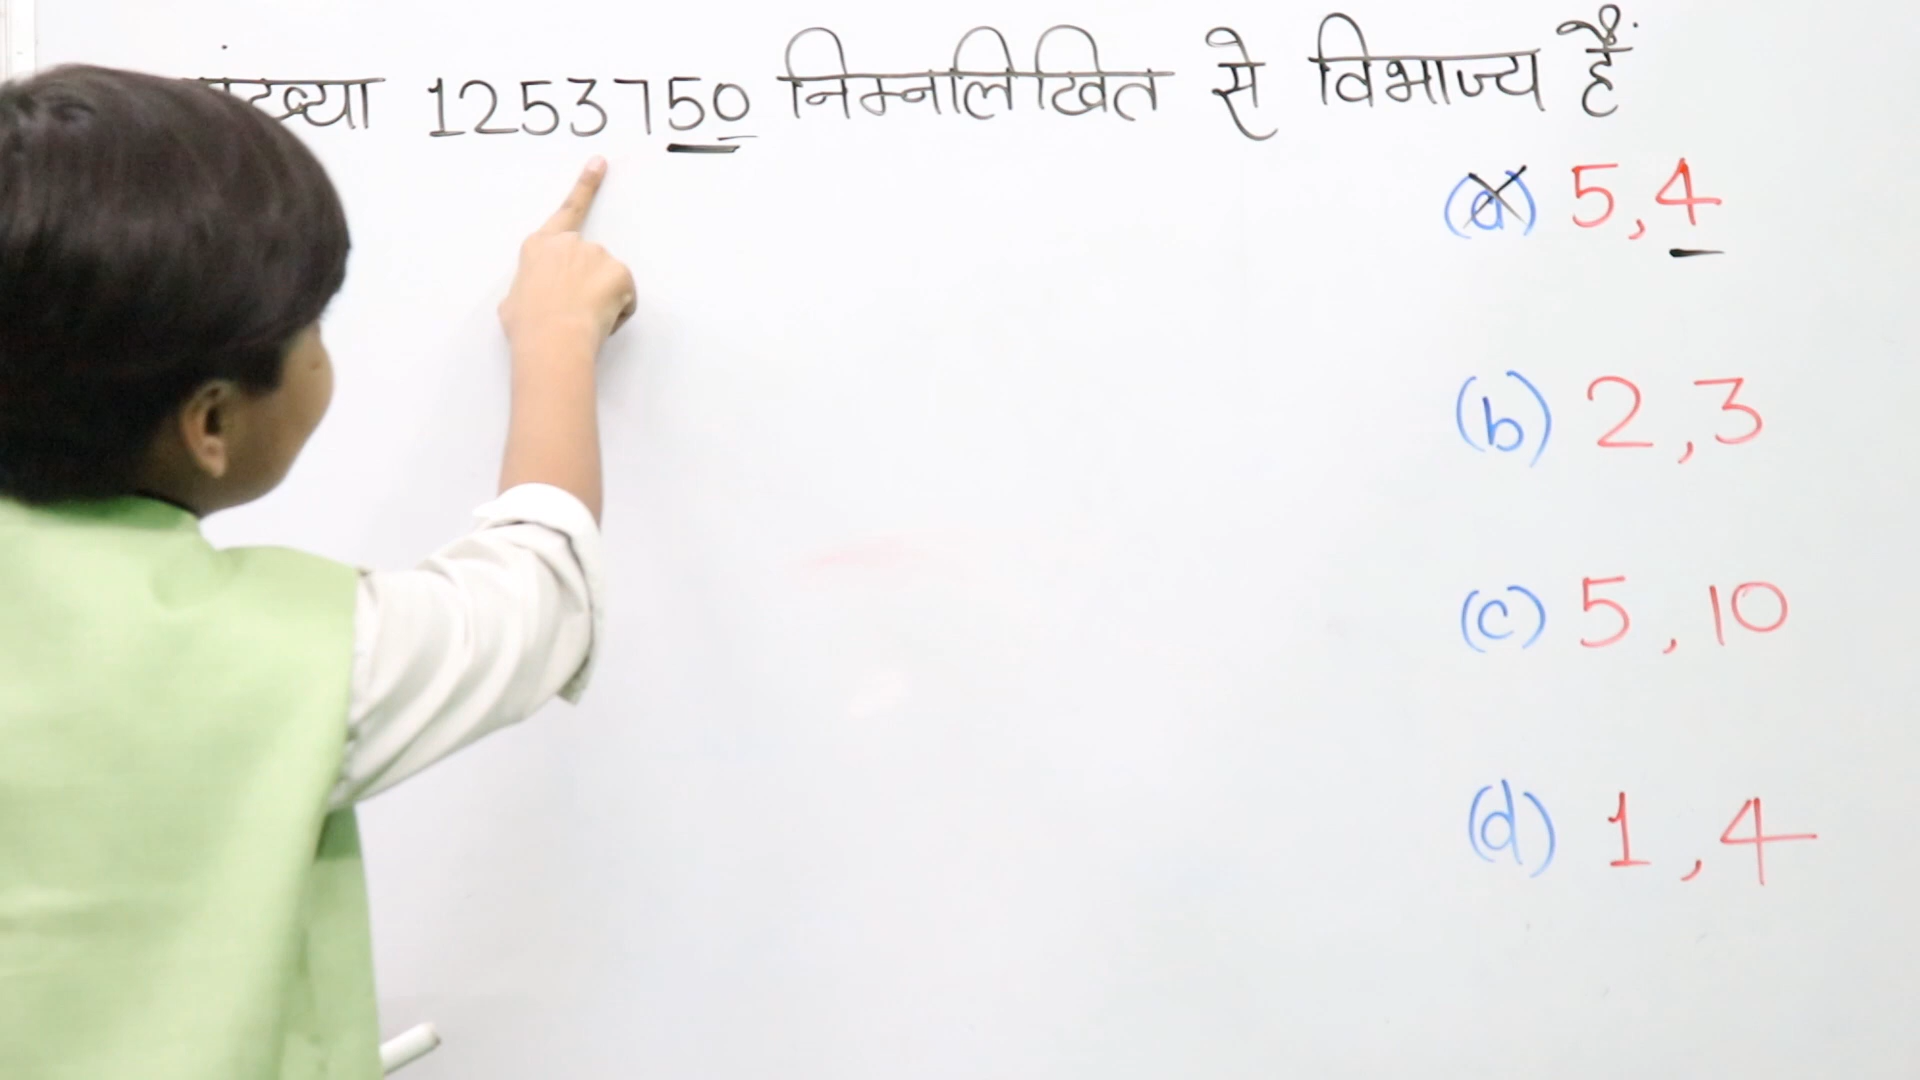 1253750 निम्नलिखित से विभाज्य है
(a) 5, 4
(b) 2, 3
(c) 5, 10
(d) 1, 4